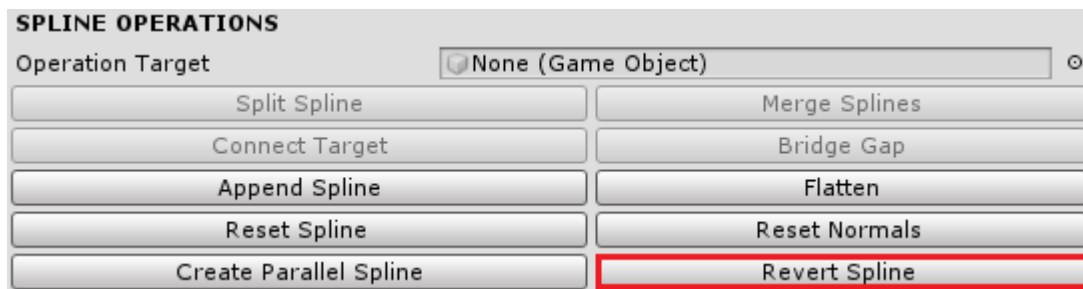 SPLINE OPERATIONS
Operation Target None (Game Object)
Split Spline Merge Splines
Connect Target Bridge Gap
Append Spline Flatten
Reset Spline Reset Normals
Create Parallel Spline Revert Spline